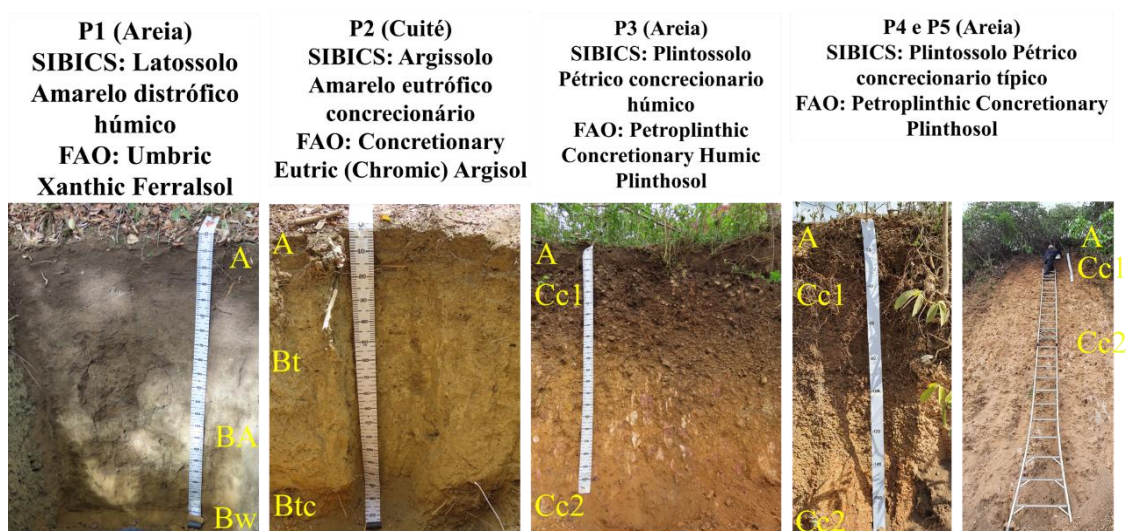 P1 (Areia)
SIBICS: Latossolo
Amarelo distrófico
húmico
FAO: Umbric
Xanthic Ferralsol
P2 (Cuité)
SIBICS: Argissolo
Amarelo eutrófico
concrecionário
FAO: Concretionary
Eutric (Chromic) Argisol
P3 (Areia)
SIBICS: Plintossolo
Pétrico concrecionario
húmico
FAO: Petroplinthic
Concretionary Humic
Plinthosol
P4 e P5 (Areia)
SIBICS: Plintossolo Pétrico
concrecionario típico
FAO: Petroplinthic Concretionary
Plinthosol
A
BA
Bw
A
Bt
Btc
A
Cc1
Cc2
A
Cc1
Cc2
A
Cc1
Cc2